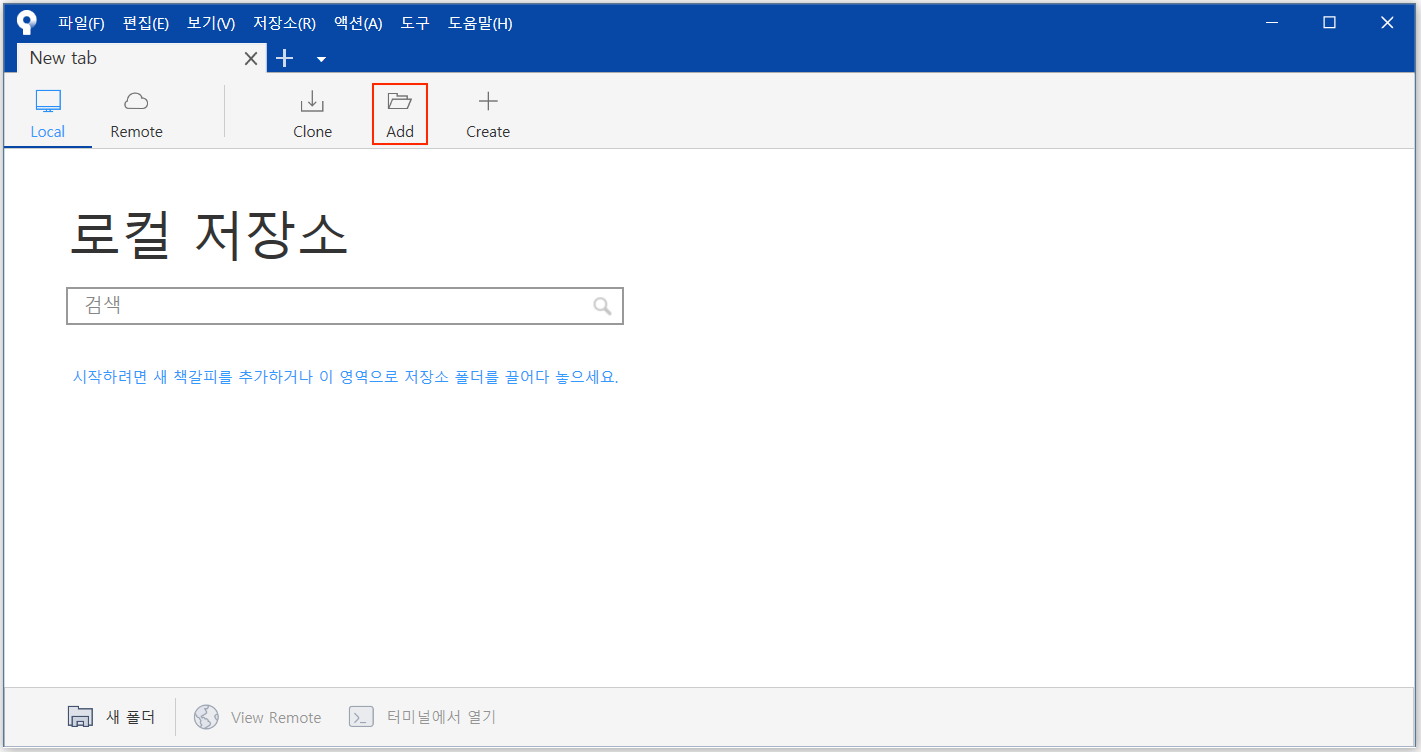 파일(F) 편집(E) 보기(V) 저장소(R) 액션(A) 도구 도움말(H)
New tab
Local Remote Clone Add Create
로컬 저장소
검색
시작하려면 새 책갈피를 추가하거나 이 영역으로 저장소 폴더를 끌어다 놓으세요.
새 폴더 View Remote 터미널에서 열기